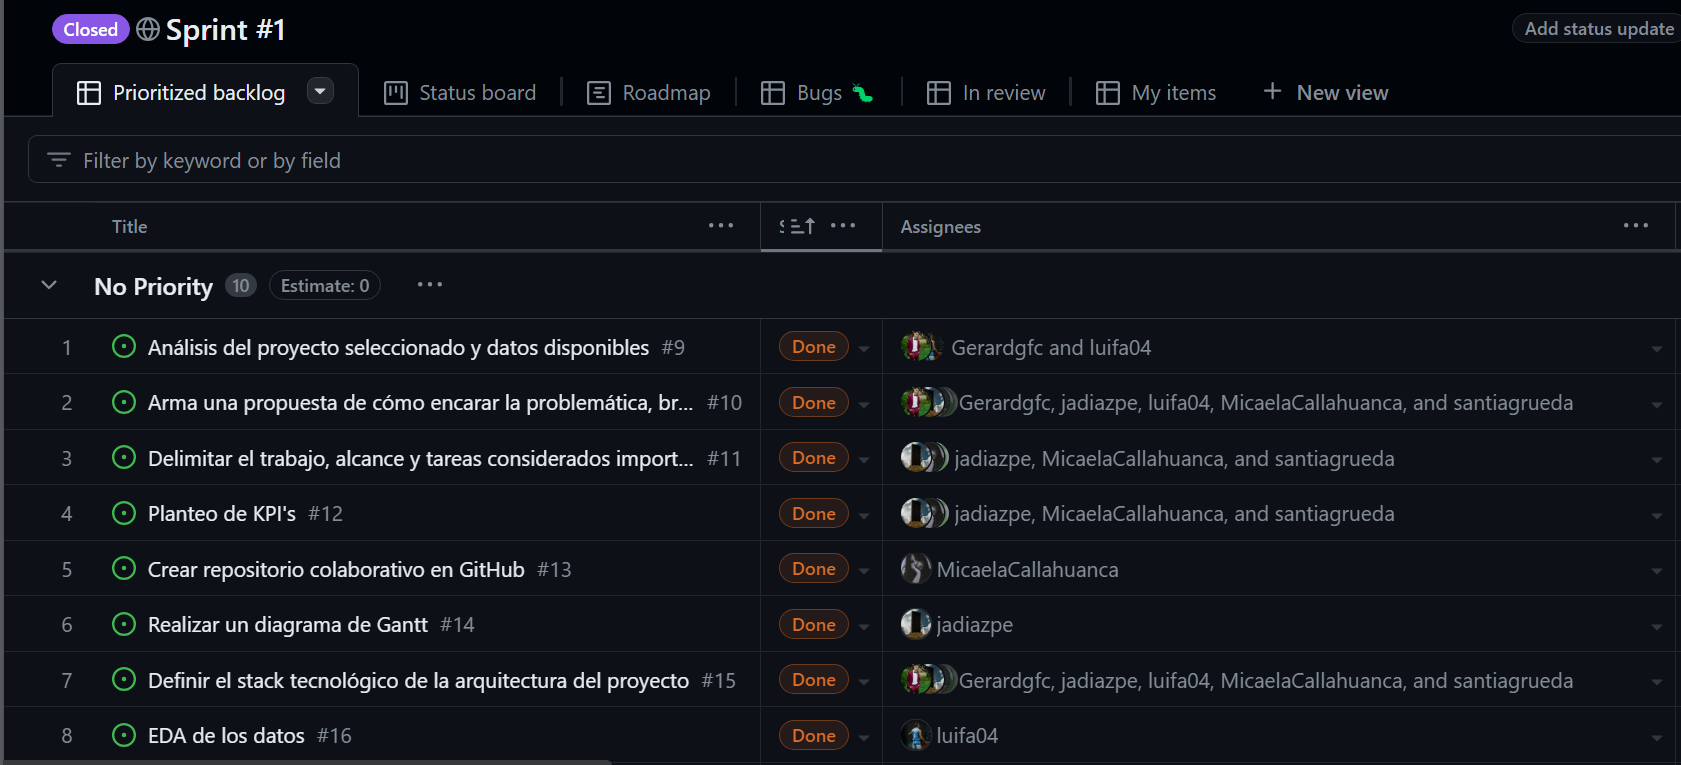 Closed Sprint #1 Add status update
Prioritized backlog Status board Roadmap Bugs 🐛 In review My items + New view
Filter by keyword or by field
Title Assignees
No Priority 10 Estimate: 0
1 Análisis del proyecto seleccionado y datos disponibles #9 Done Gerardgfc and luifa04
2 Arma una propuesta de cómo encarar la problemática, br... #10 Done Gerardgfc, jadiazpe, luifa04, MicaelaCallahuanca, and santiagrueda
3 Delimitar el trabajo, alcance y tareas considerados import... #11 Done jadiazpe, MicaelaCallahuanca, and santiagrueda
4 Planteo de KPI's #12 Done jadiazpe, MicaelaCallahuanca, and santiagrueda
5 Crear repositorio colaborativo en GitHub #13 Done MicaelaCallahuanca
6 Realizar un diagrama de Gantt #14 Done jadiazpe
7 Definir el stack tecnológico de la arquitectura del proyecto #15 Done Gerardgfc, jadiazpe, luifa04, MicaelaCallahuanca, and santiagrueda
8 EDA de los datos #16 Done luifa04